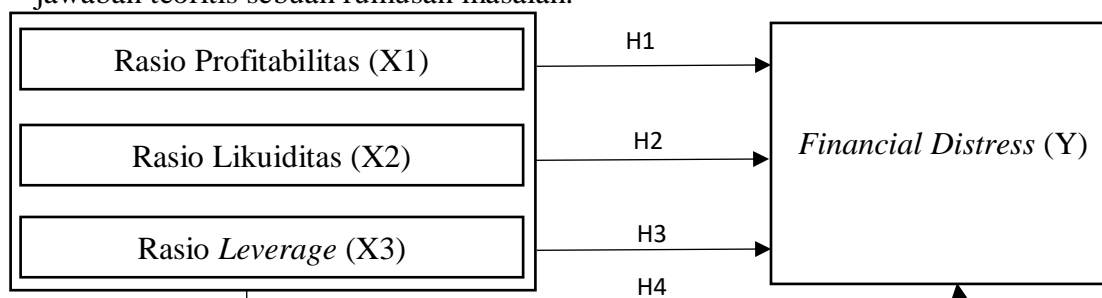 jawaban teoritis sebuah rumusan masalah.
Rasio Profitabilitas (X1)
H1
Rasio Likuiditas (X2)
H2
Financial Distress (Y)
Rasio Leverage (X3)
H3
H4